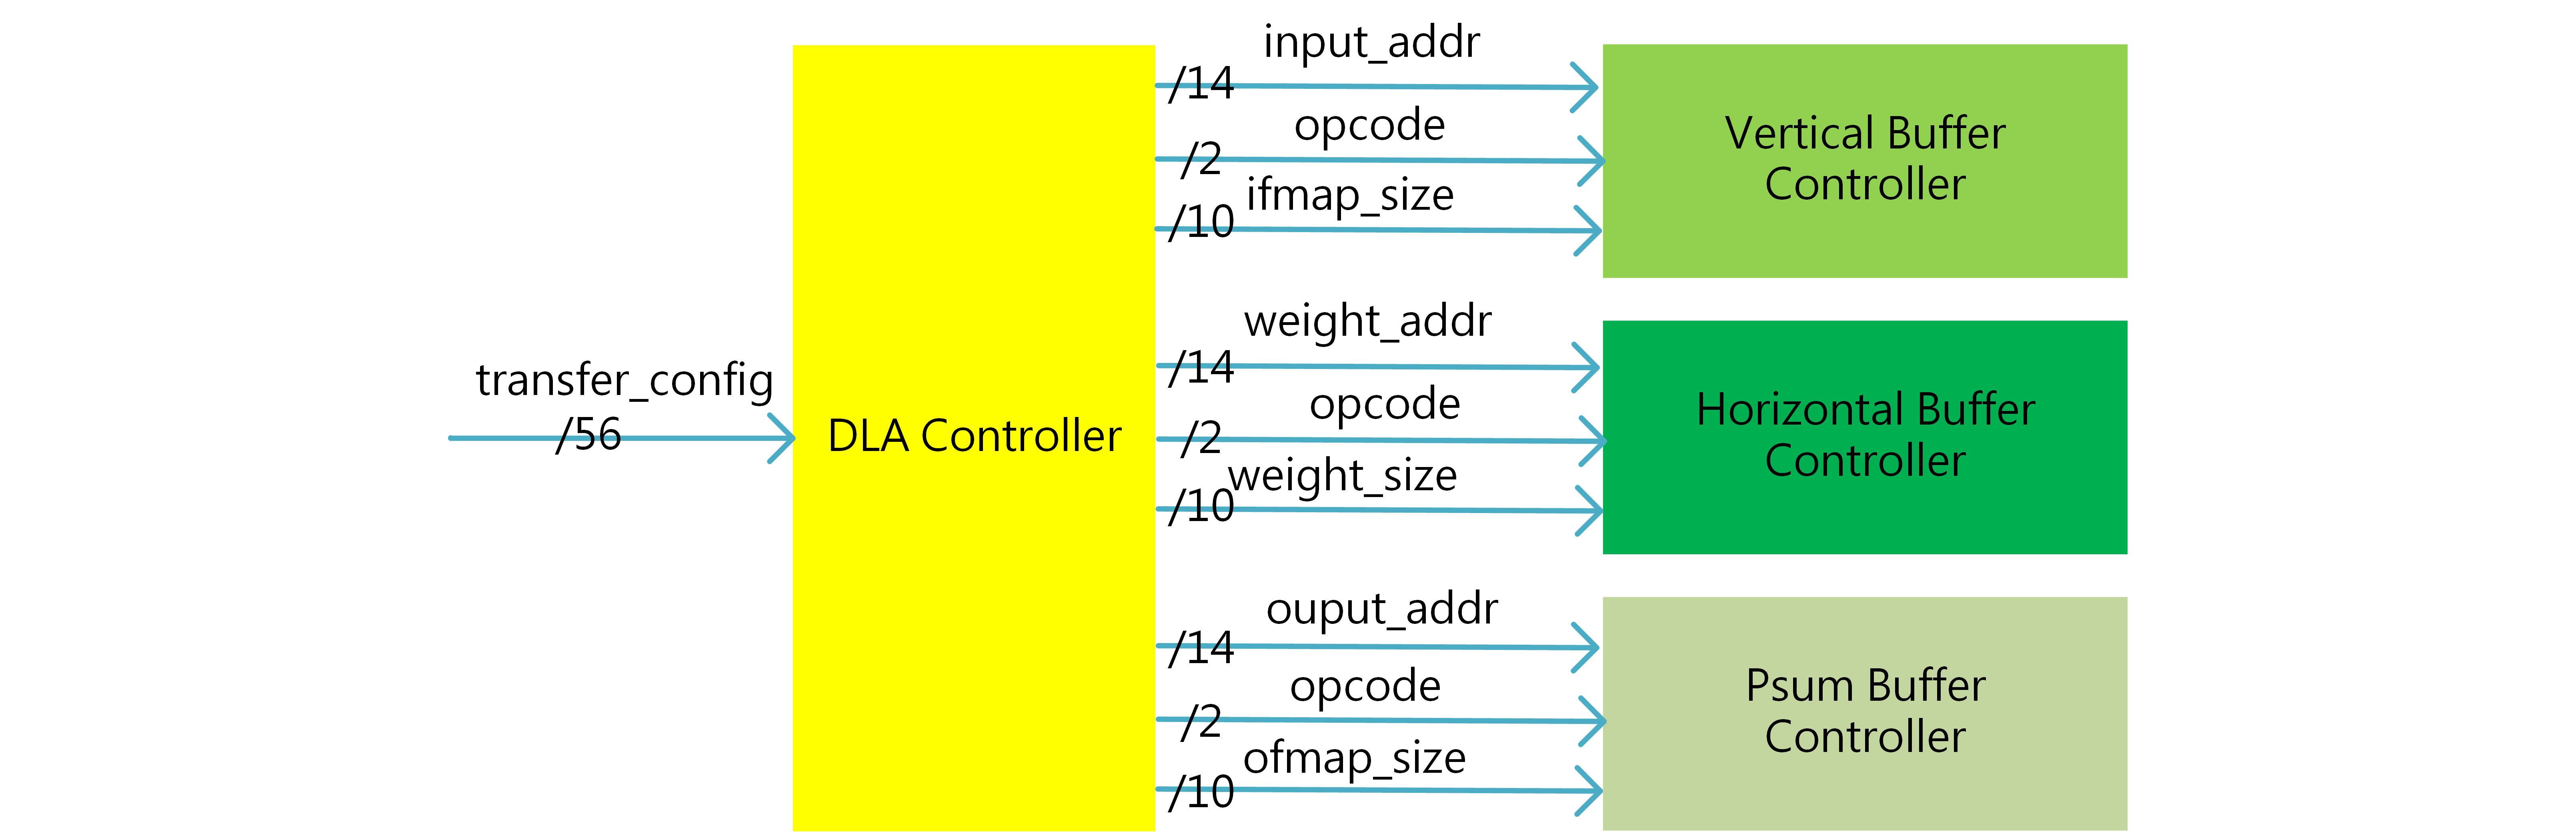 input_addr
/14
opcode
/2
ifmap_size
/10
Vertical Buffer
Controller
transfer_config
/56
DLA Controller
weight_addr
/14
opcode
/2
weight_size
/10
Horizontal Buffer
Controller
ouput_addr
/14
opcode
/2
ofmap_size
/10
Psum Buffer
Controller